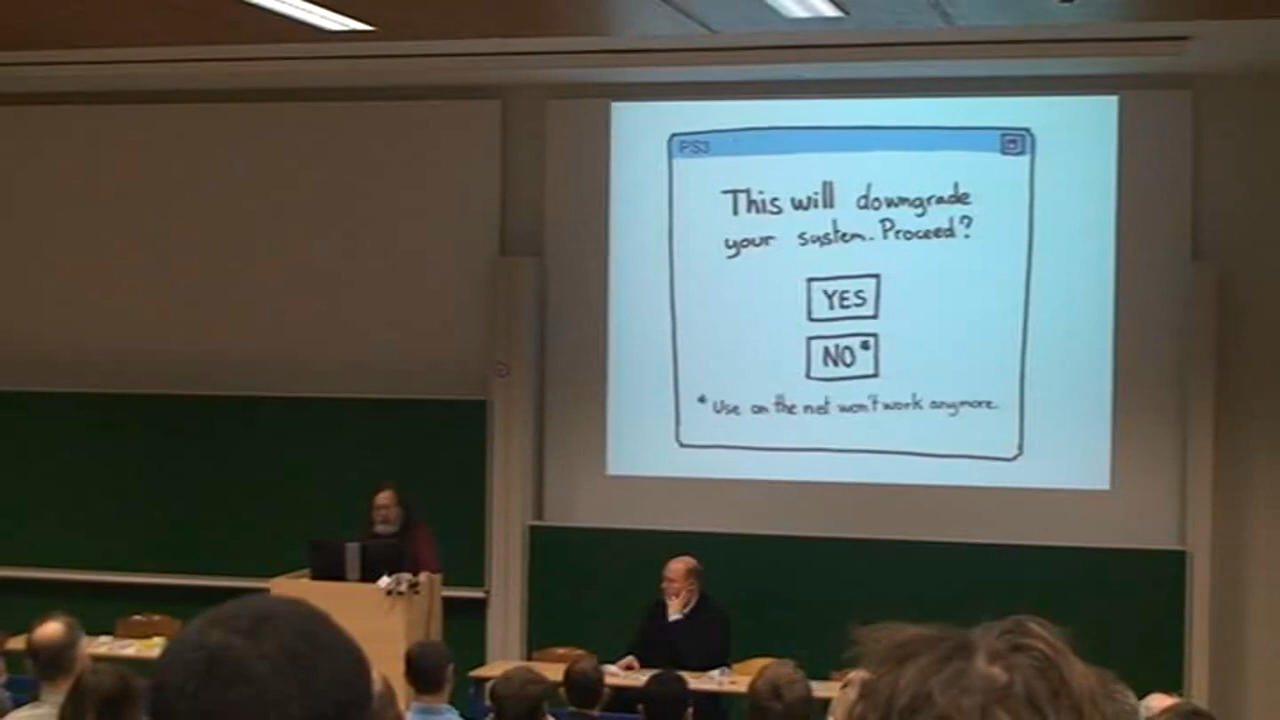 PS3
This will downgrade
your system. Proceed?
YES
NO*
* Use on the net won't work anymore.